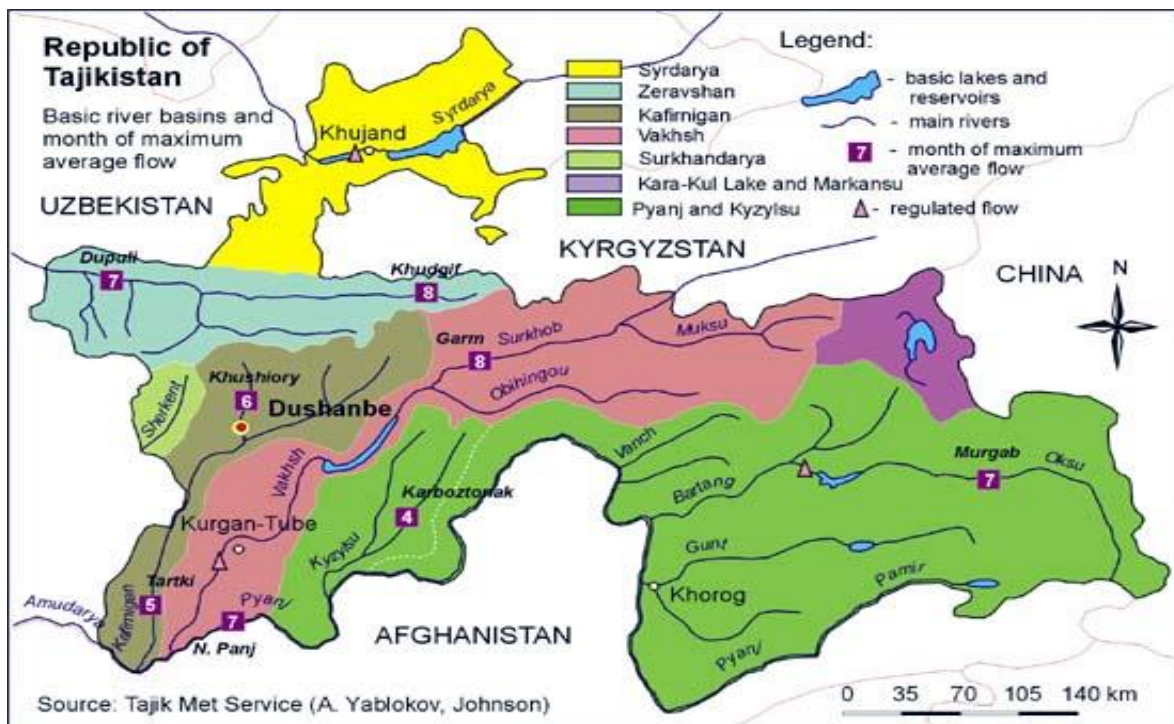 Republic of
Tajikistan
Basic river basins and
month of maximum
average flow
Syrdarya
Zeravshan
Kafirnigan
Vakhsh
Surkhandarya
Kara-Kul Lake and Markansu
Pyanj and Kyzylsu
Legend:
- basic lakes and
reservoirs
- main rivers
7 - month of maximum
average flow
- regulated flow
Khujand
Syrdarya
UZBEKISTAN
KYRGYZSTAN
CHINA
N
Dupuli
7
Khudgif
8
Garm
8
Surkhob
Muksu
Obihingou
Sherkent
Khushiory
6
Dushanbe
Vakhsh
Vanch
Bartang
Murgab
7
Oksu
Karboztonak
4
Kurgan-Tube
Kyzylsu
Gunt
Khorog
Pamir
Tartki
5
Kafirnigan
Amudarya
Pyanj
7
N. Panj
AFGHANISTAN
Pyanj
Source: Tajik Met Service (A. Yablokov, Johnson)
0 35 70 105 140 km